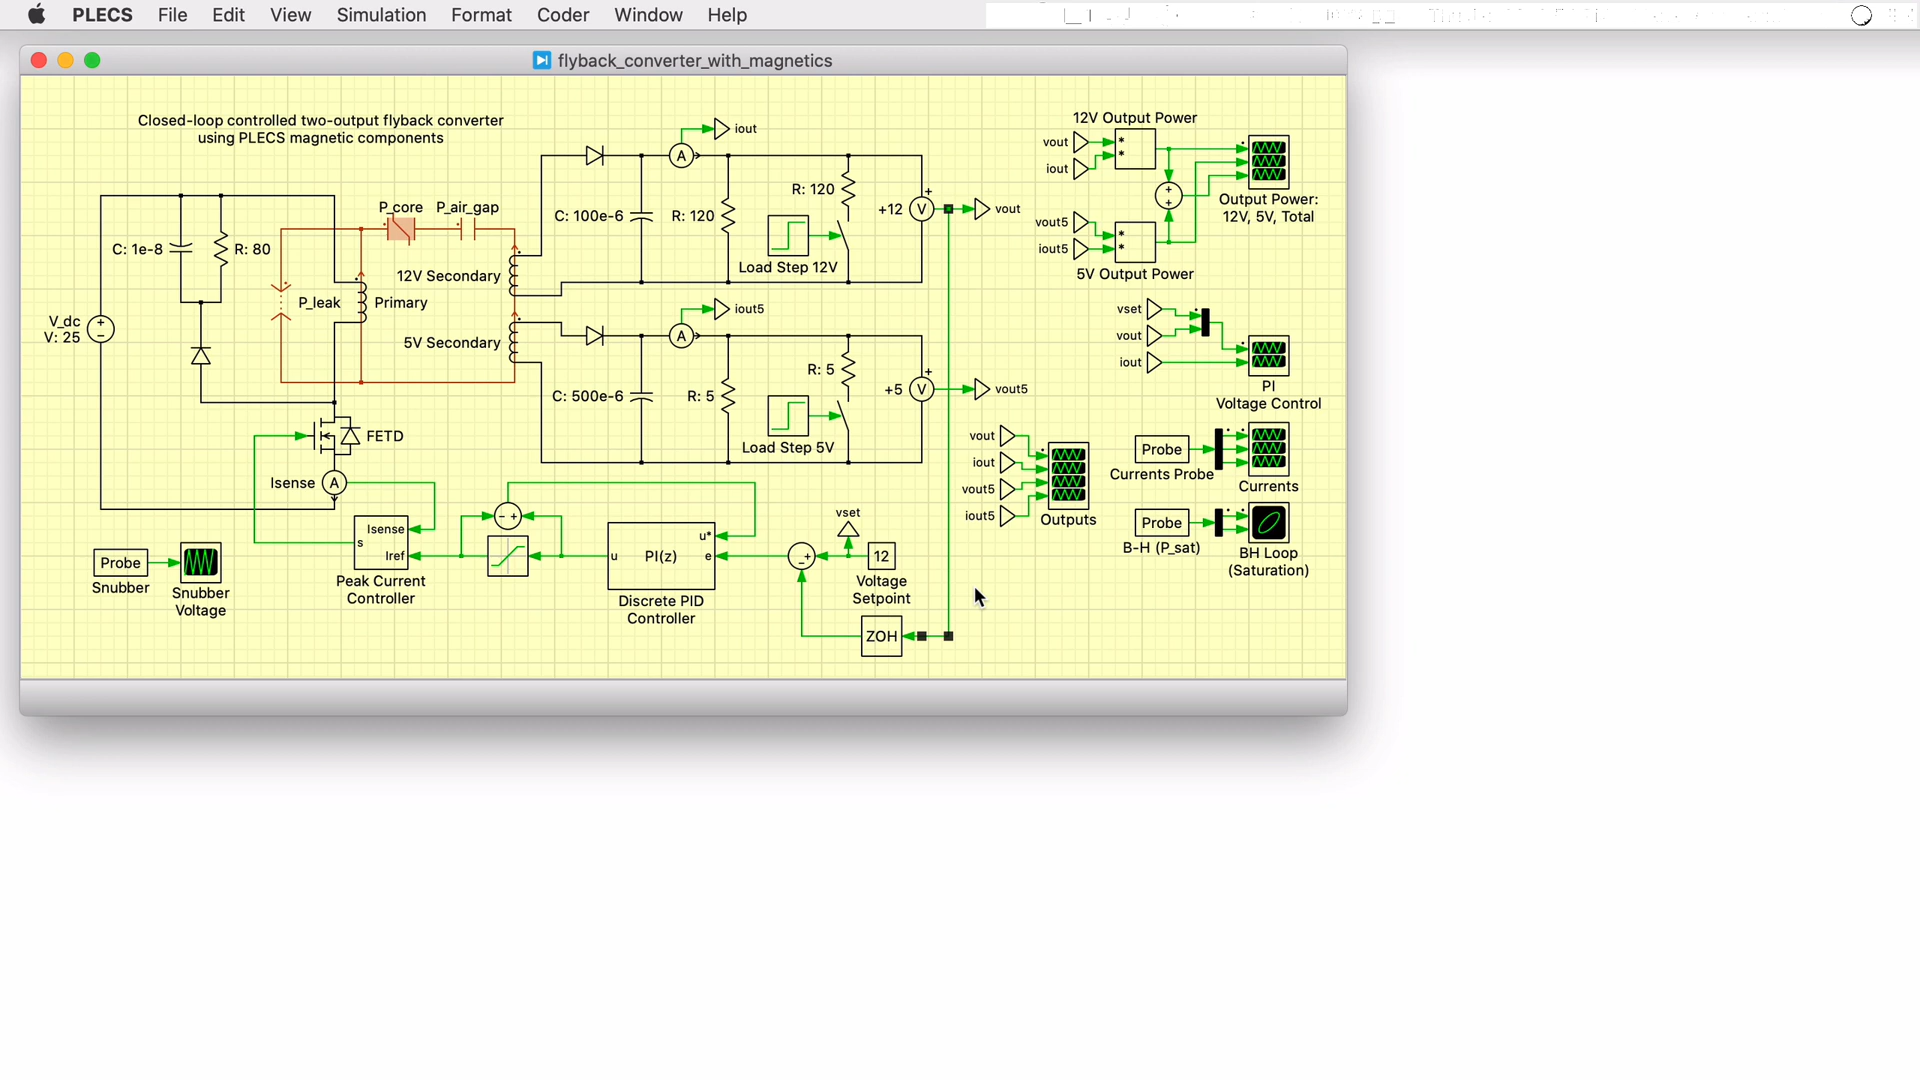 PLECS File Edit View Simulation Format Coder Window Help
flyback_converter_with_magnetics
Closed-loop controlled two-output flyback converter
using PLECS magnetic components
C: 1e-8
R: 80
V_dc
V: 25
P_leak
Primary
P_core
P_air_gap
12V Secondary
5V Secondary
FETD
Isense
A
iout
A
C: 100e-6
R: 120
R: 120
Load Step 12V
+12
V
+
vout
iout5
A
C: 500e-6
R: 5
R: 5
Load Step 5V
+5
V
+
vout5
Probe
Snubber
Snubber
Voltage
Isense
s
Iref
Peak Current
Controller
u*
u
PI(z)
e
Discrete PID
Controller
vset
12
Voltage
Setpoint
ZOH
12V Output Power
vout
iout
vout5
iout5
5V Output Power
Output Power:
12V, 5V, Total
vset
vout
iout
PI
Voltage Control
vout
iout
vout5
iout5
Outputs
Probe
Currents Probe
Currents
Probe
B-H (P_sat)
BH Loop
(Saturation)